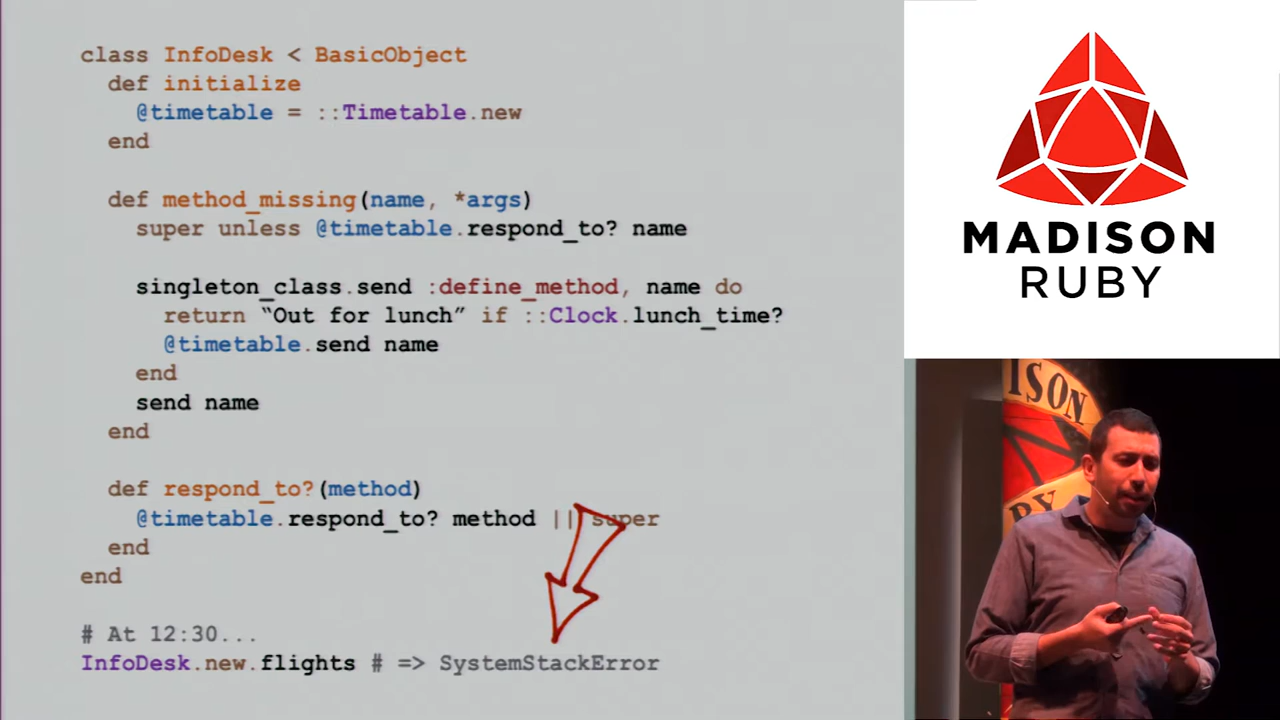 class InfoDesk < BasicObject
def initialize
@timetable = ::Timetable.new
end
def method_missing(name, *args)
super unless @timetable.respond_to? name
singleton_class.send :define_method, name do
return “Out for lunch” if ::Clock.lunch_time?
@timetable.send name
end
send name
end
def respond_to?(method)
@timetable.respond_to? method || super
end
end
# At 12:30...
InfoDesk.new.flights # => SystemStackError
MADISON
RUBY
ISON
BY